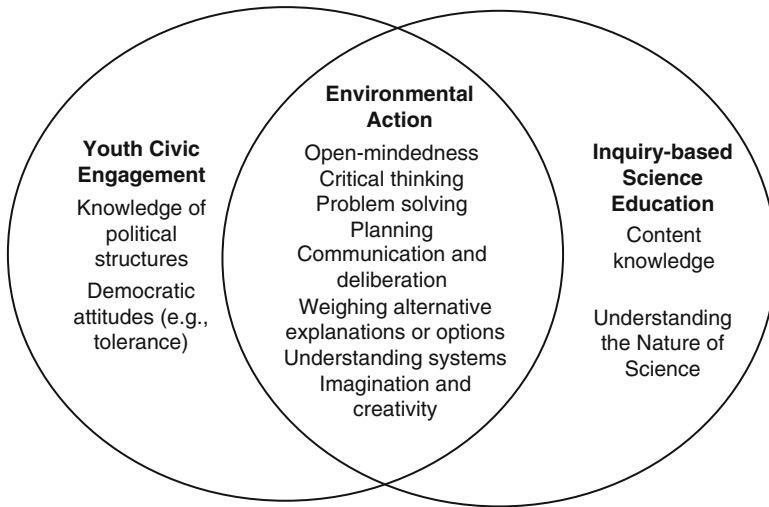 Youth Civic
Engagement
Knowledge of
political
structures
Democratic
attitudes (e.g.,
tolerance)
Environmental
Action
Open-mindedness
Critical thinking
Problem solving
Planning
Communication and
deliberation
Weighing alternative
explanations or options
Understanding systems
Imagination and
creativity
Inquiry-based
Science
Education
Content
knowledge
Understanding
the Nature of
Science